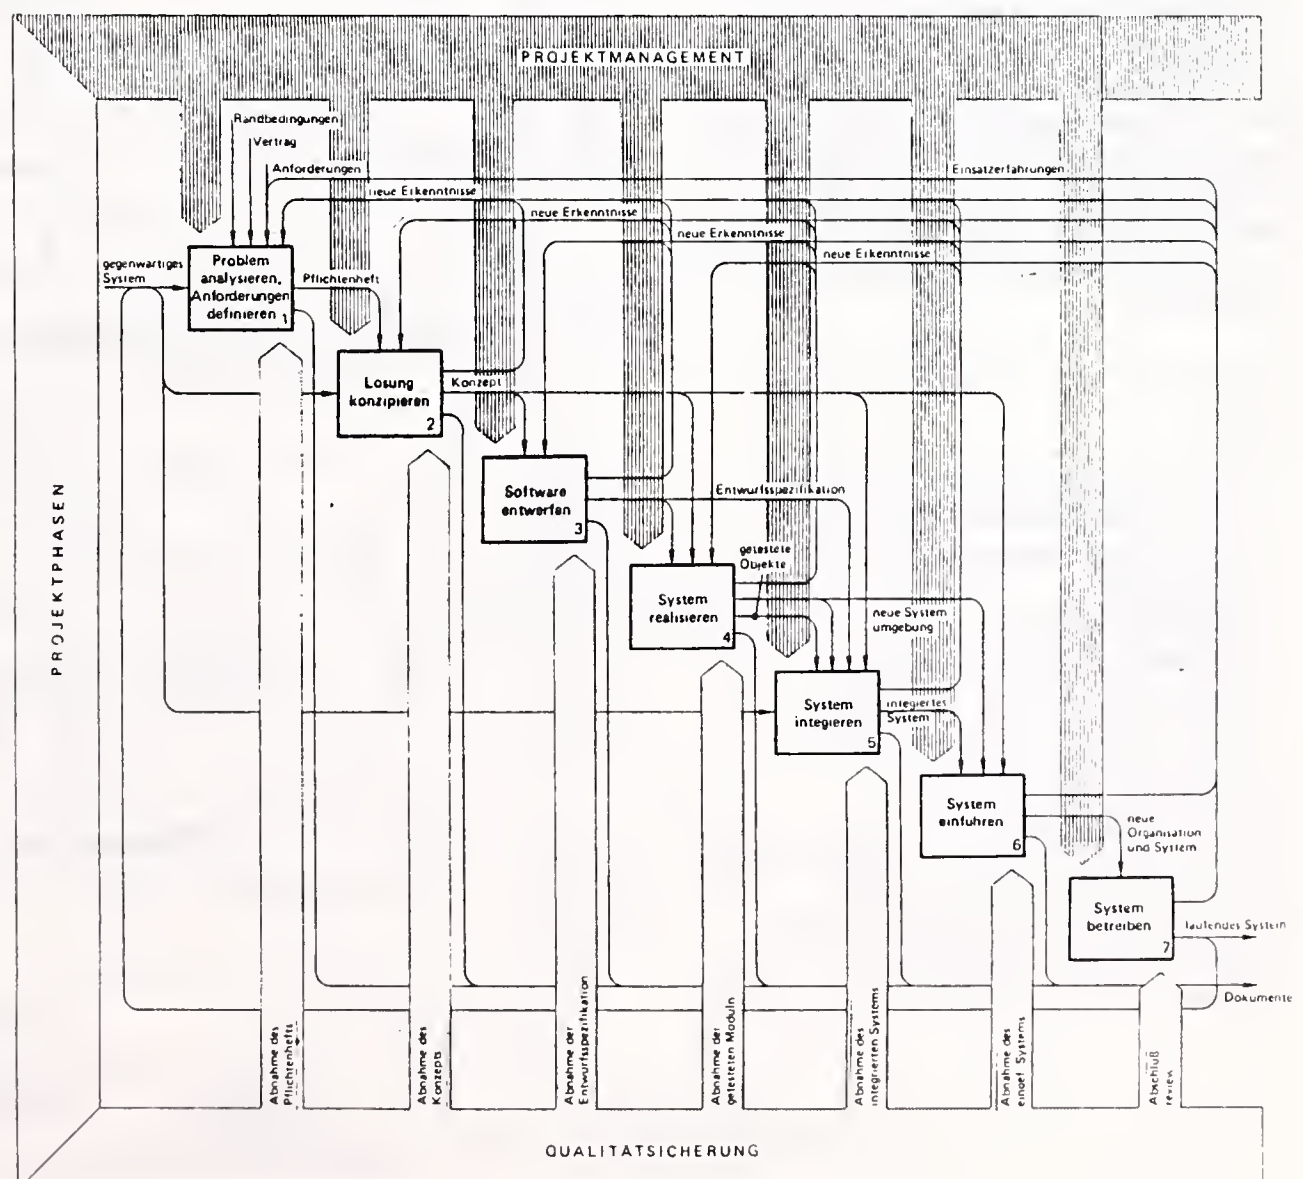 PROJEKTMANAGEMENT
Randbedingungen
Vertrag
Anforderungen
Einsatzerfahrungen
neue Erkenntnisse
neue Erkenntnisse
neue Erkenntnisse
neue Erkenntnisse
gegenwärtiges
System
Problem
analysieren,
Anforderungen
definieren
1
Pflichtenheft
Lösung
konzipieren
2
Konzept
Software
entwerfen
3
Entwurfsspezifikation
getestete
Objekte
System
realisieren
4
neue System
umgebung
System
integrieren
5
integriertes
System
System
einführen
6
neue
Organisation
und System
System
betreiben
7
laufendes System
Dokumente
PROJEKTPHASEN
Abnahme des
Pflichtenhefts
Abnahme des
Konzepts
Abnahme der
Entwurfsspezifikation
Abnahme der
getesteten Moduln
Abnahme des
integrierten Systems
Abnahme des
eingef. Systems
Abschluß
review
QUALITÄTSICHERUNG